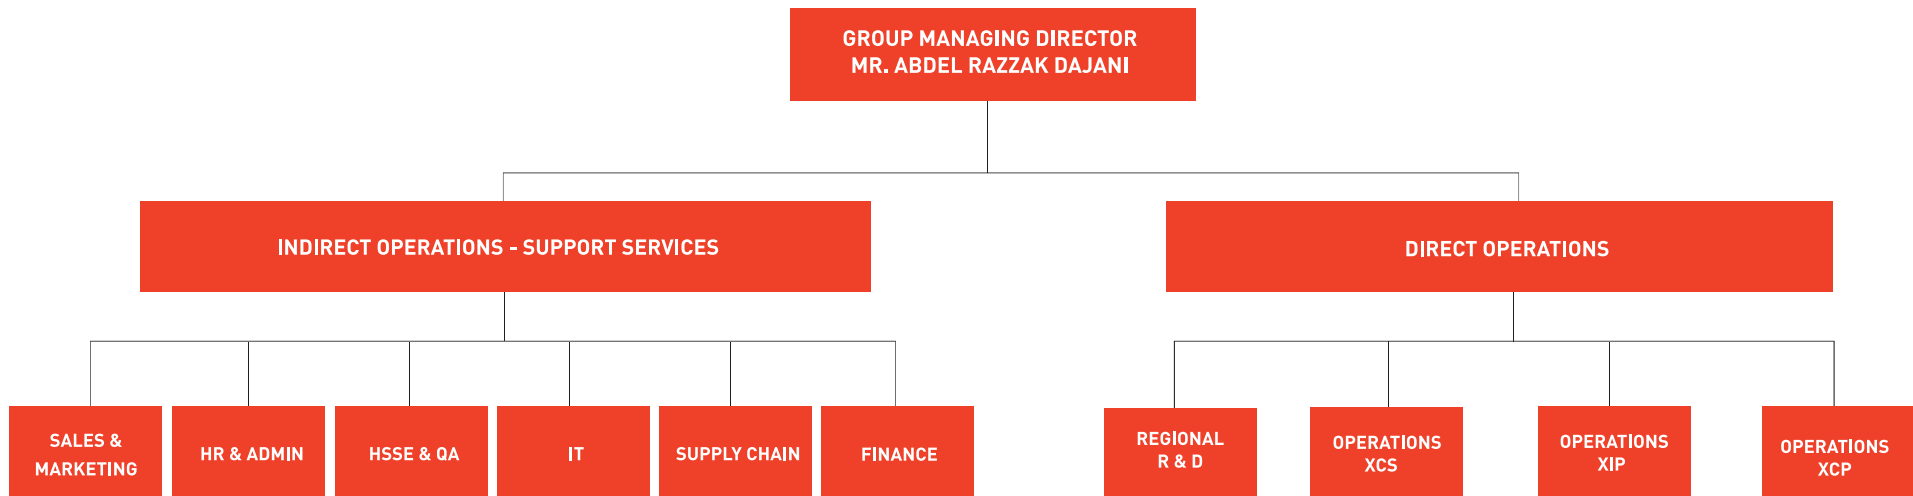 GROUP MANAGING DIRECTOR
MR. ABDEL RAZZAK DAJANI
INDIRECT OPERATIONS - SUPPORT SERVICES
DIRECT OPERATIONS
SALES &
MARKETING
HR & ADMIN
HSSE & QA
IT
SUPPLY CHAIN
FINANCE
REGIONAL
R & D
OPERATIONS
XCS
OPERATIONS
XIP
OPERATIONS
XCP